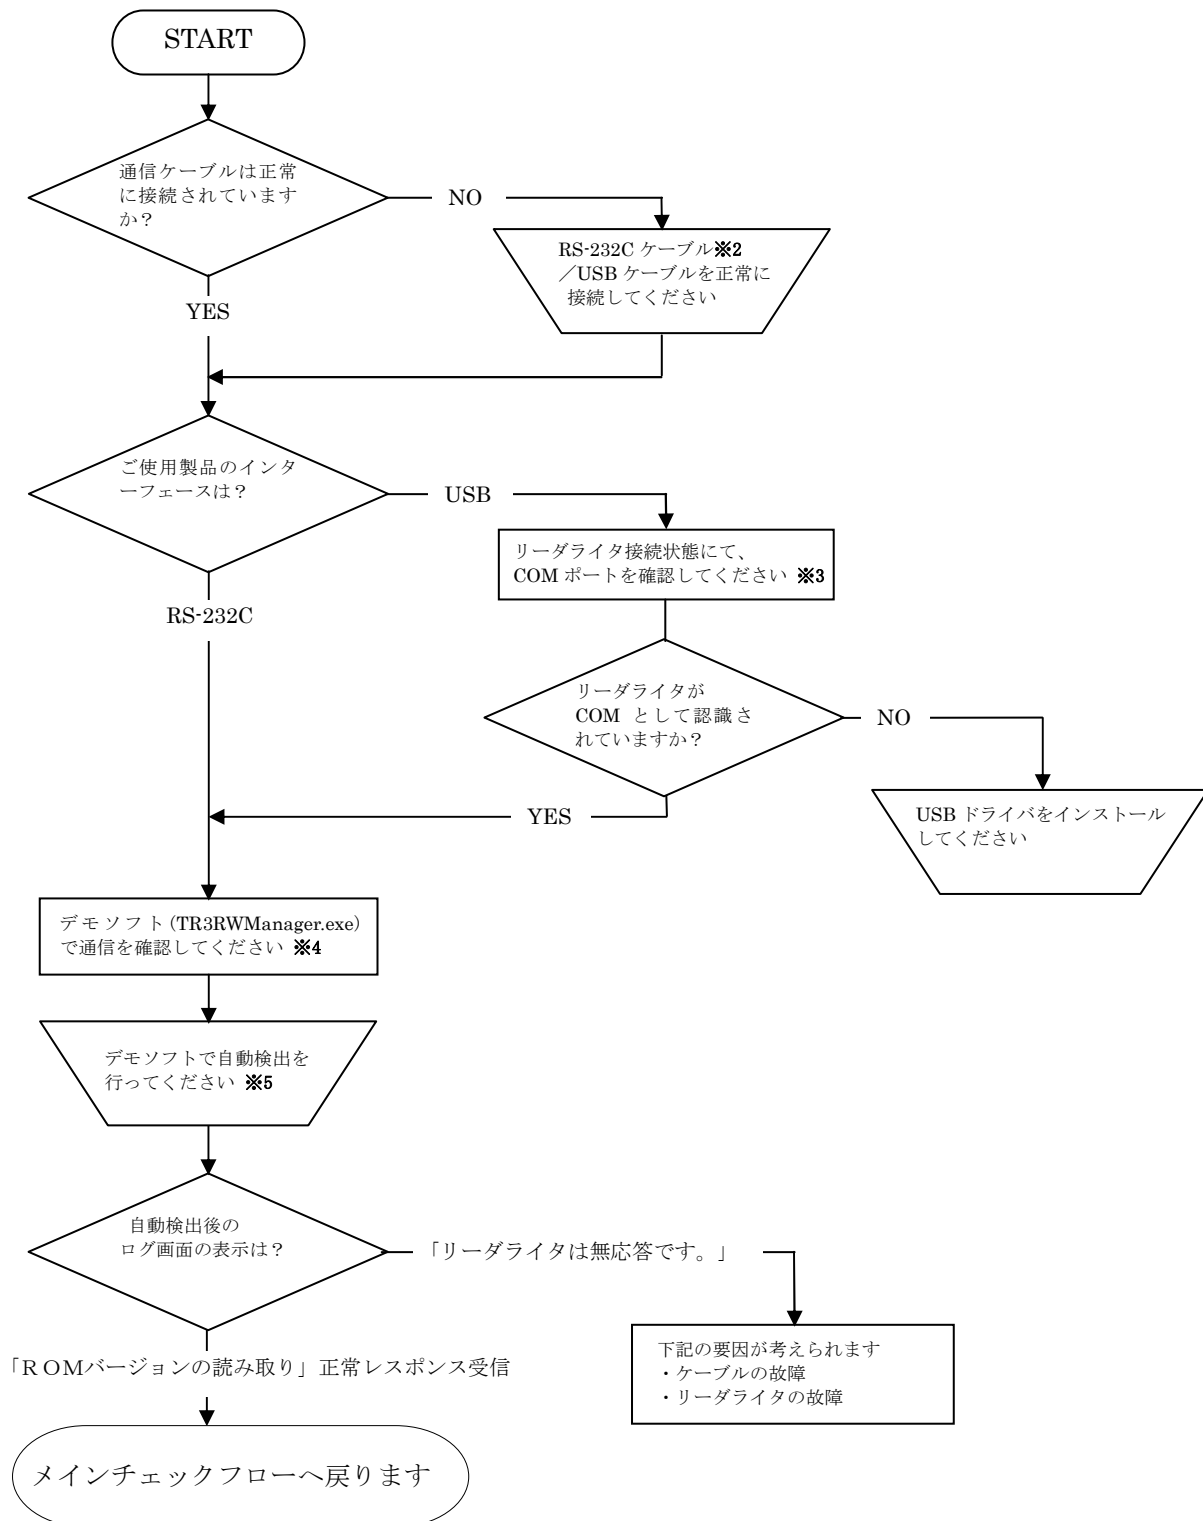 START
通信ケーブルは正常
に接続されています
か？
NO
RS-232C ケーブル※2
／USB ケーブルを正常に
接続してください
YES
ご使用製品のインタ
ーフェースは？
USB
リーダライタ接続状態にて、
COM ポートを確認してください ※3
RS-232C
リーダライタが
COM として認識さ
れていますか？
NO
YES
USB ドライバをインストール
してください
デモソフト(TR3RWManager.exe)
で通信を確認してください ※4
デモソフトで自動検出を
行ってください ※5
自動検出後の
ログ画面の表示は？
「リーダライタは無応答です。」
「ＲＯＭバージョンの読み取り」正常レスポンス受信
下記の要因が考えられます
・ケーブルの故障
・リーダライタの故障
メインチェックフローへ戻ります